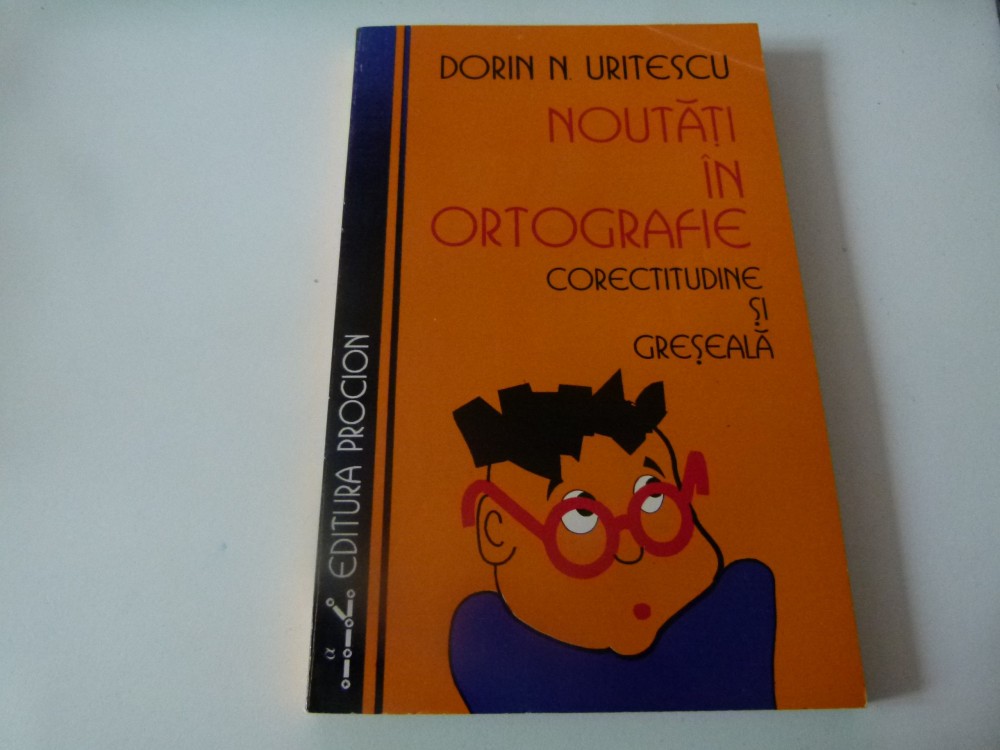 DORIN N. URITESCU
NOUTĂȚI
ÎN
ORTOGRAFIE
CORECTITUDINE
ȘI
GREȘEALĂ
EDITURA PROCION
α